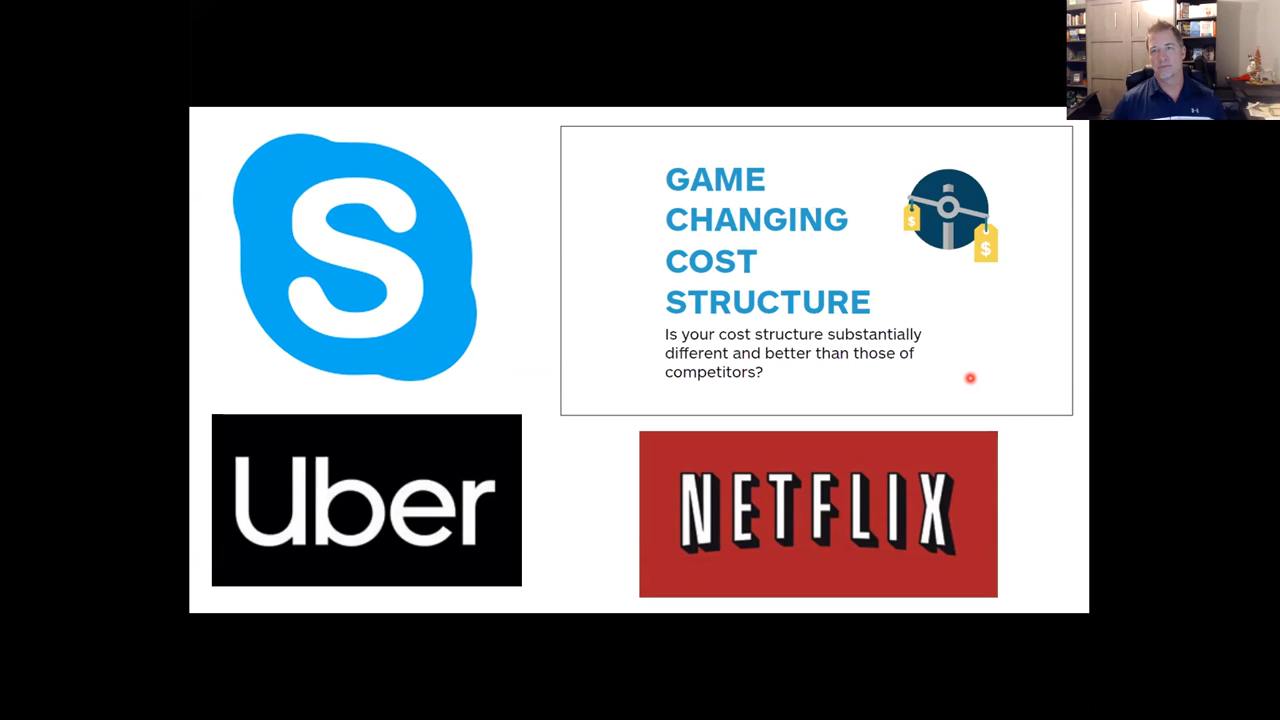 S
GAME
CHANGING
COST
STRUCTURE
$
$
Is your cost structure substantially
different and better than those of
competitors?
Uber
NETFLIX